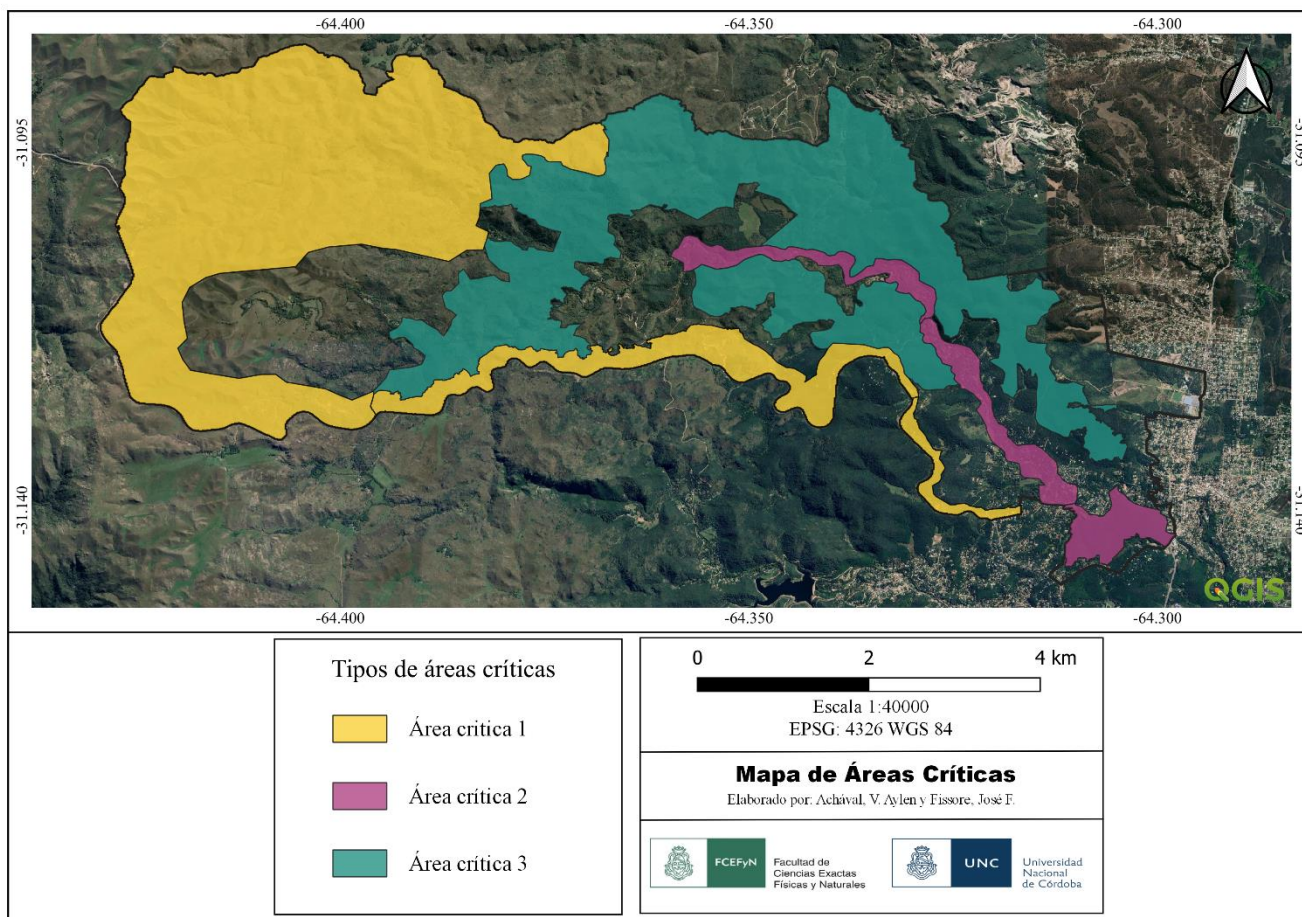 -64.400 -64.350 -64.300
-31.095 -31.095
-31.140 -31.140
QGIS
-64.400 -64.350 -64.300
Tipos de áreas críticas
Área critica 1
Área crítica 2
Área crítica 3
0 2 4 km
Escala 1:40000
EPSG: 4326 WGS 84
Mapa de Áreas Críticas
Elaborado por: Achával, V. Aylen y Fissore, José F.
FCEFyN
Facultad de
Ciencias Exactas
Físicas y Naturales
UNC
Universidad
Nacional
de Córdoba